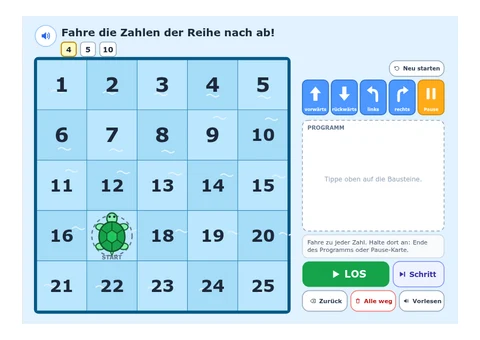 Fahre die Zahlen der Reihe nach ab!
4 5 10
Neu starten
1 2 3 4 5
6 7 8 9 10
11 12 13 14 15
16 18 19 20
START
21 22 23 24 25
vorwärts rückwärts links rechts Pause
PROGRAMM
Tippe oben auf die Bausteine.
Fahre zu jeder Zahl. Halte dort an: Ende
des Programms oder Pause-Karte.
LOS Schritt
Zurück Alle weg Vorlesen